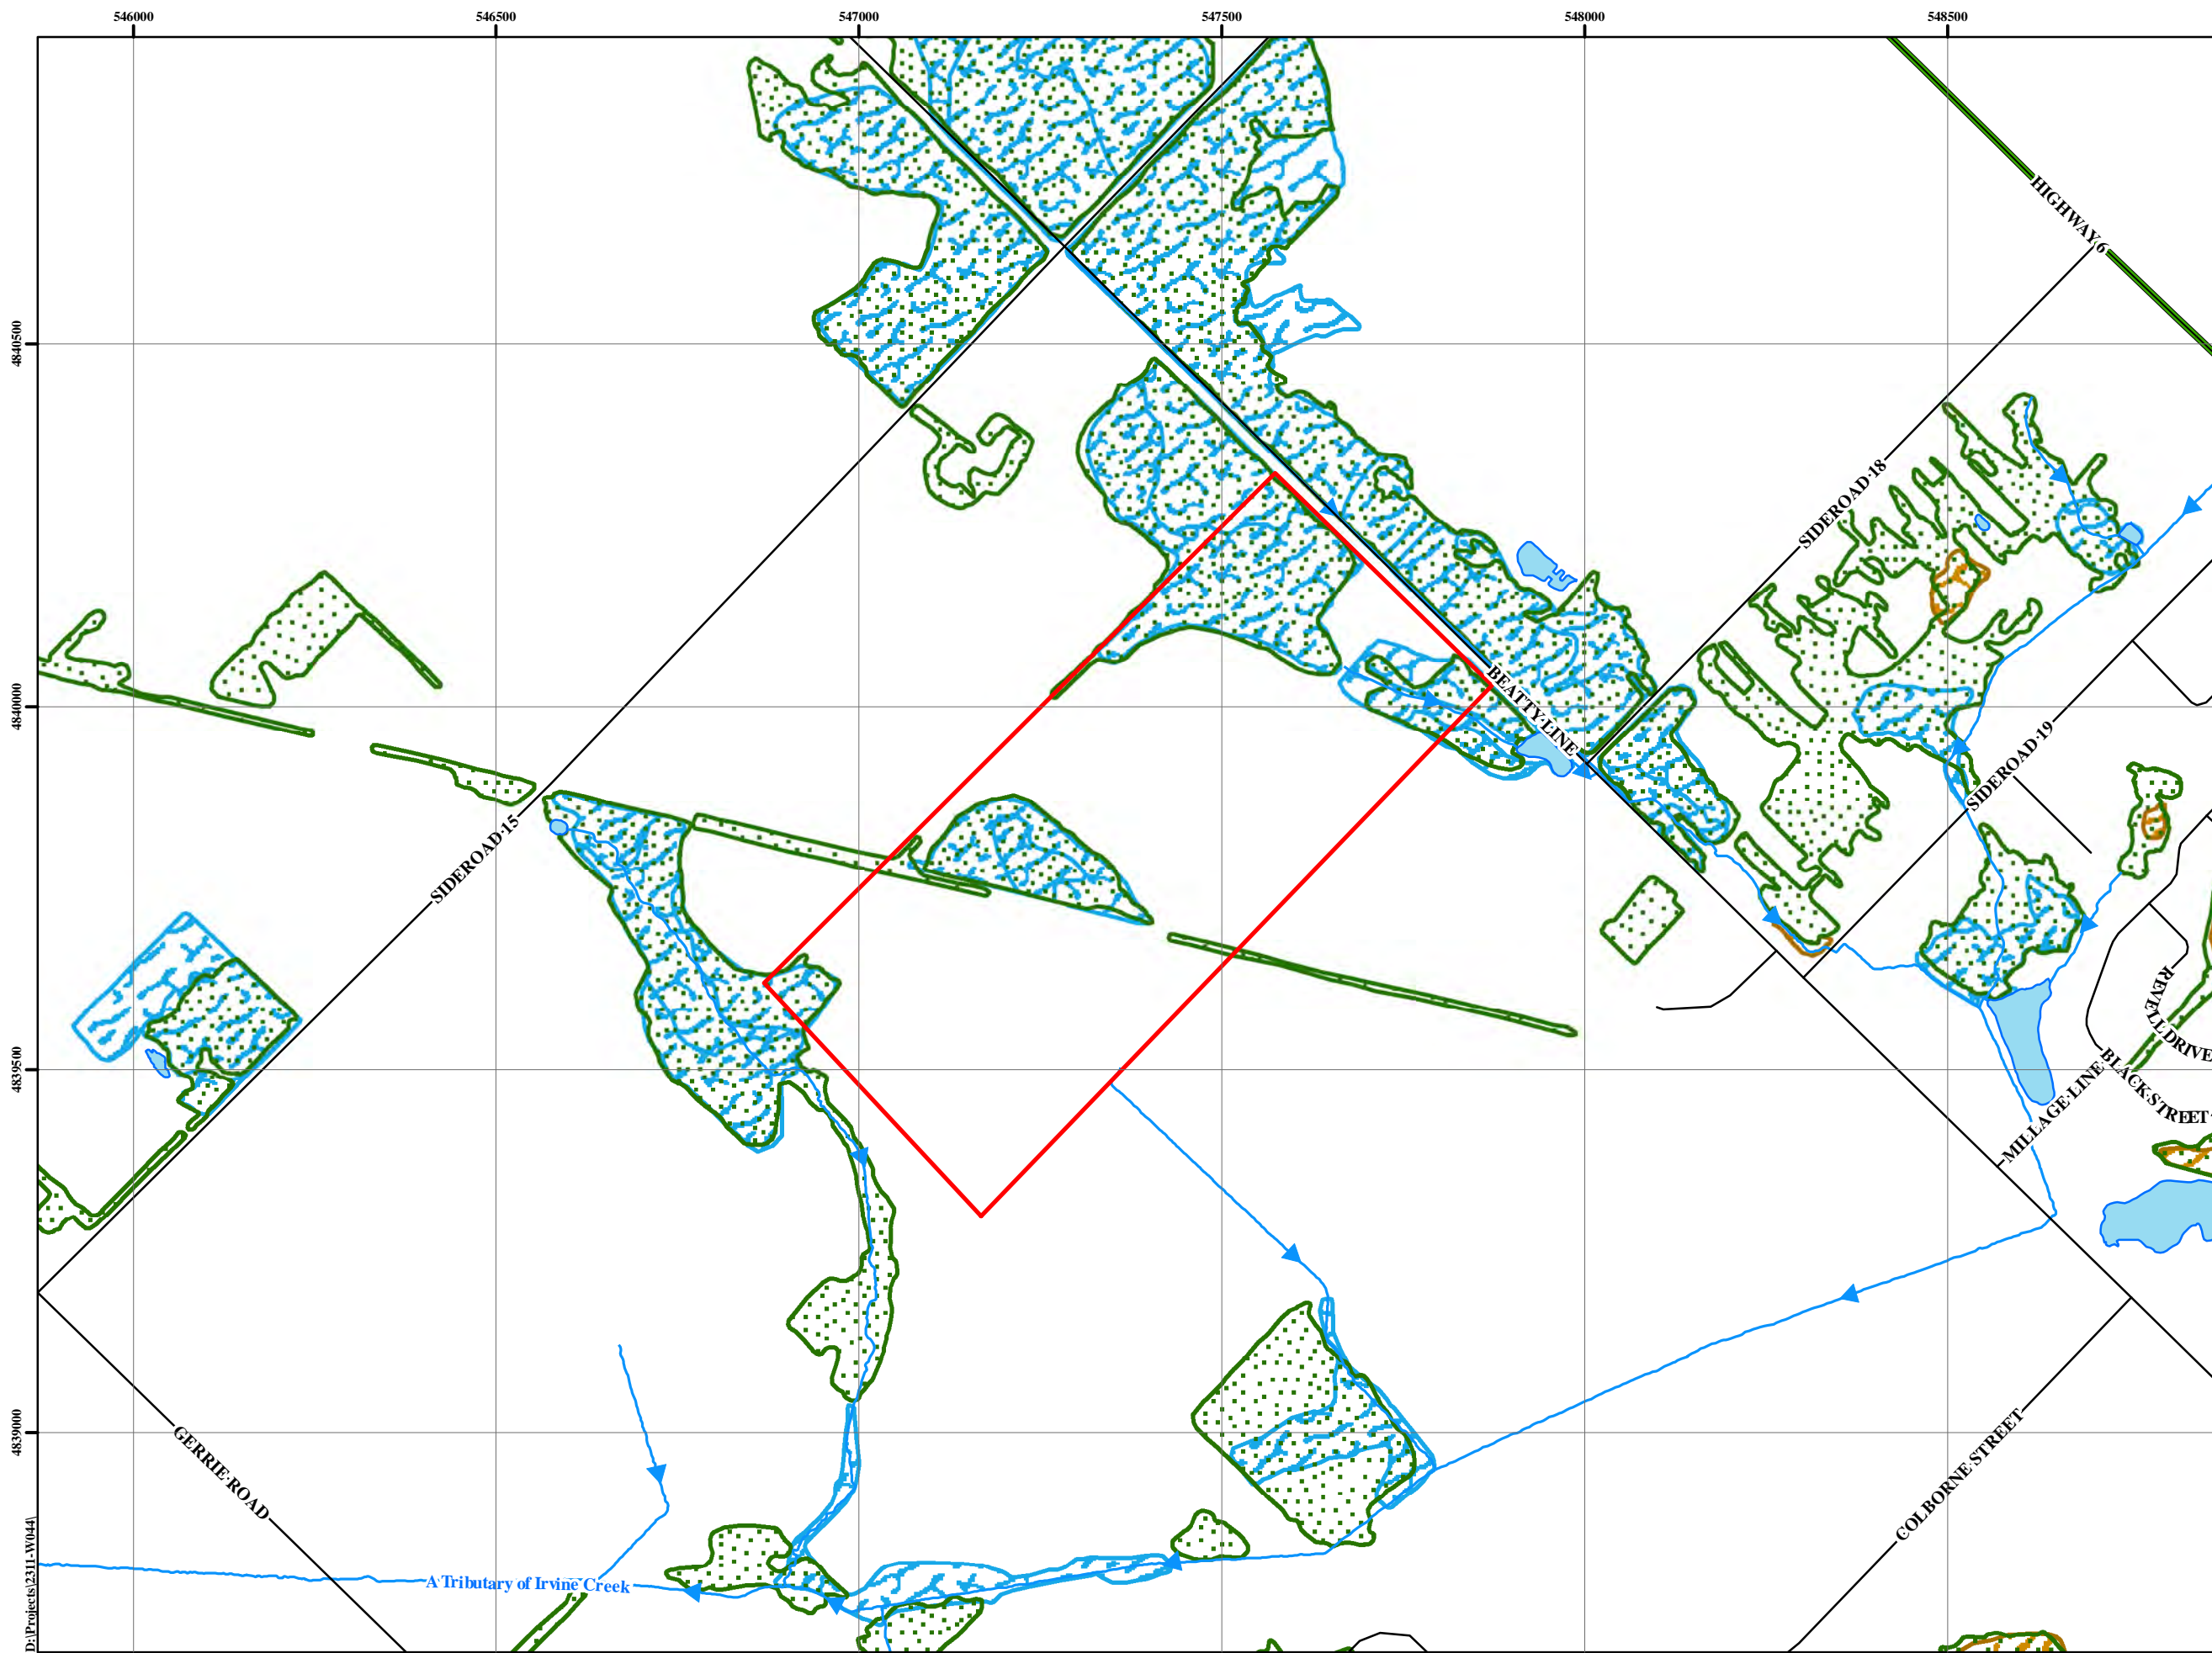 546000 546500 547000 547500 548000 548500
HIGHWAY 6
4840500
SIDEROAD 18
4840000
BEATTY LINE
SIDEROAD 19
SIDEROAD 15
REVELL DRIVE
4839500
BLACK STREET
MILLAGE LINE
4839000
GERRIE ROAD
COLBORNE STREET
A Tributary of Irvine Creek
D:\Projects\2311-W044\